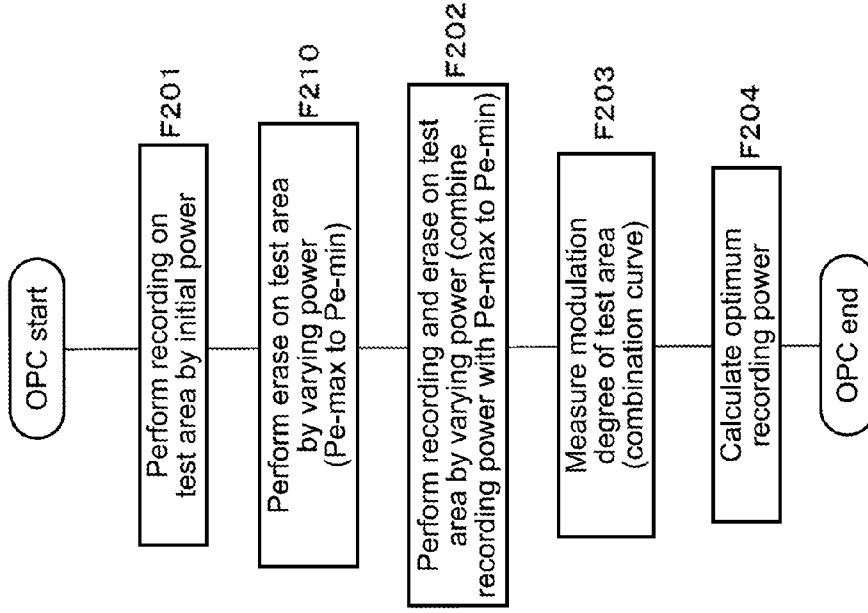 OPC start
F201
Perform recording on
test area by initial power
F210
Perform erase on test area
by varying power
(Pe-max to Pe-min)
F202
Perform recording and erase on test
area by varying power (combine
recording power with Pe-max to Pe-min)
F203
Measure modulation
degree of test area
(combination curve)
F204
Calculate optimum
recording power
OPC end